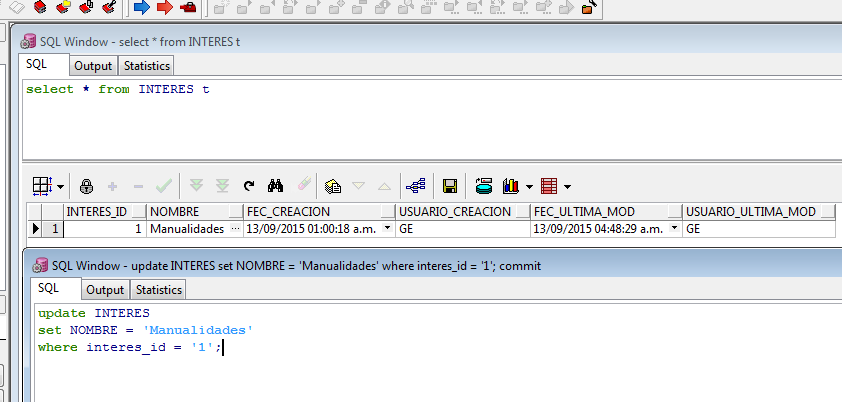 SQL Window - select * from INTERES t
SQL Output Statistics
select * from INTERES t
INTERES_ID NOMBRE FEC_CREACION USUARIO_CREACION FEC_ULTIMA_MOD USUARIO_ULTIMA_MOD
1 1 Manualidades ... 13/09/2015 01:00:18 a.m. GE 13/09/2015 04:48:29 a.m. GE
SQL Window - update INTERES set NOMBRE = 'Manualidades' where interes_id = '1'; commit
SQL Output Statistics
update INTERES
set NOMBRE = 'Manualidades'
where interes_id = '1';